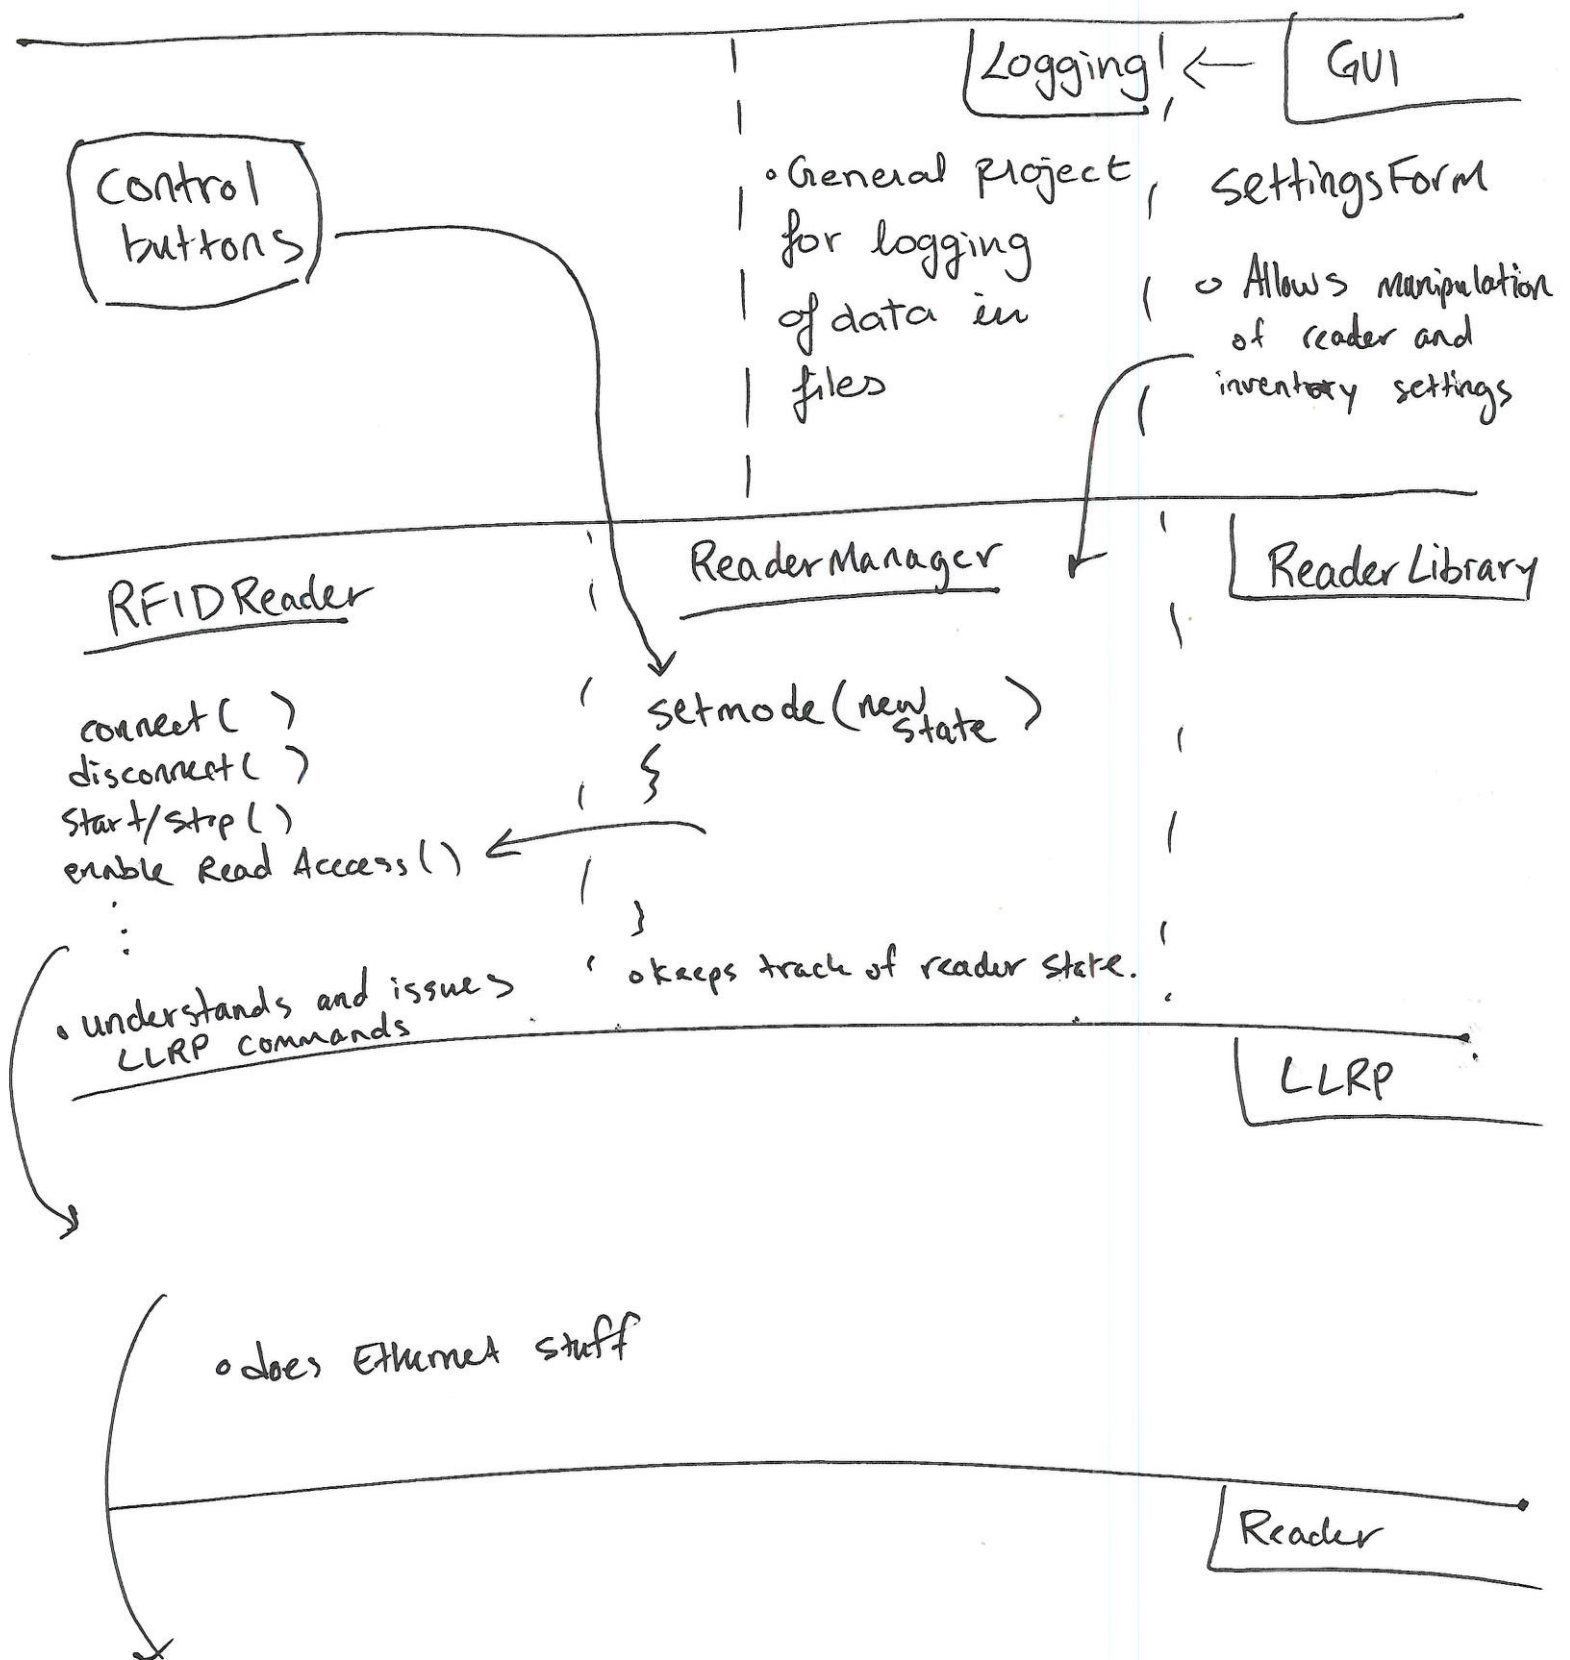 Logging
GUI
Control
buttons
• General Project
for logging
of data in
files
SettingsForm
o Allows manipulation
of reader and
inventory settings
RFIDReader
ReaderManager
ReaderLibrary
connect( )
disconnect( )
start/stop()
enable Read Access()
setmode(new
state )
{
}
o keeps track of reader state.
• understands and issues
LLRP commands
LLRP
o does Ethernet stuff
Reader